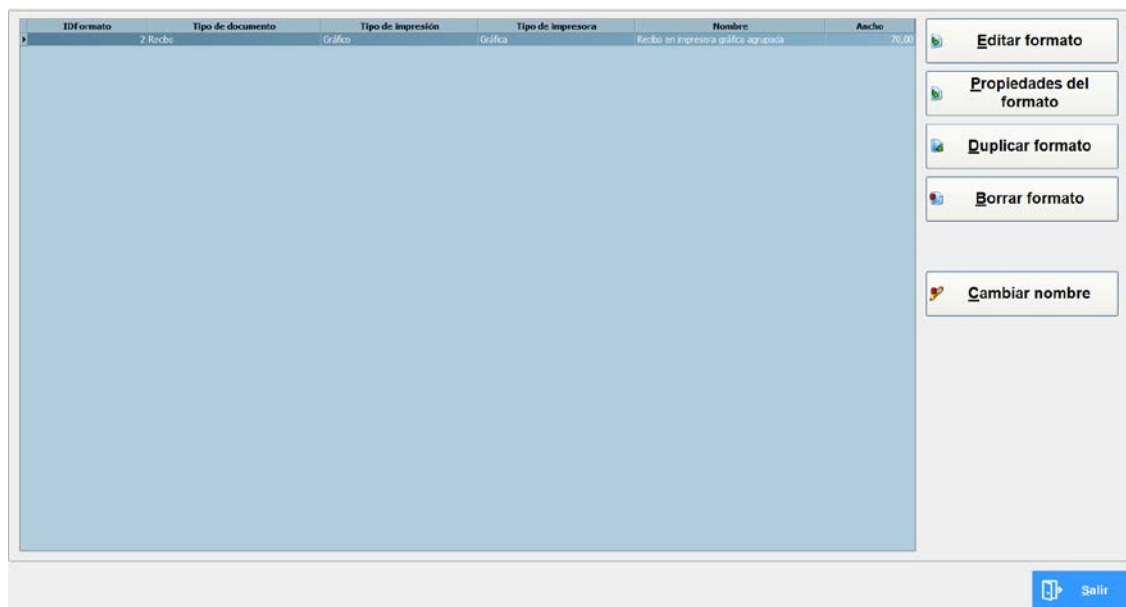 IDFormato Tipo de documento Tipo de impresión Tipo de impresora Nombre Ancho
2 Recibo Gráfico Gráfica Recibo en impresora gráfica agrupada 70,00
Editar formato
Propiedades del
formato
Duplicar formato
Borrar formato
Cambiar nombre
Salir